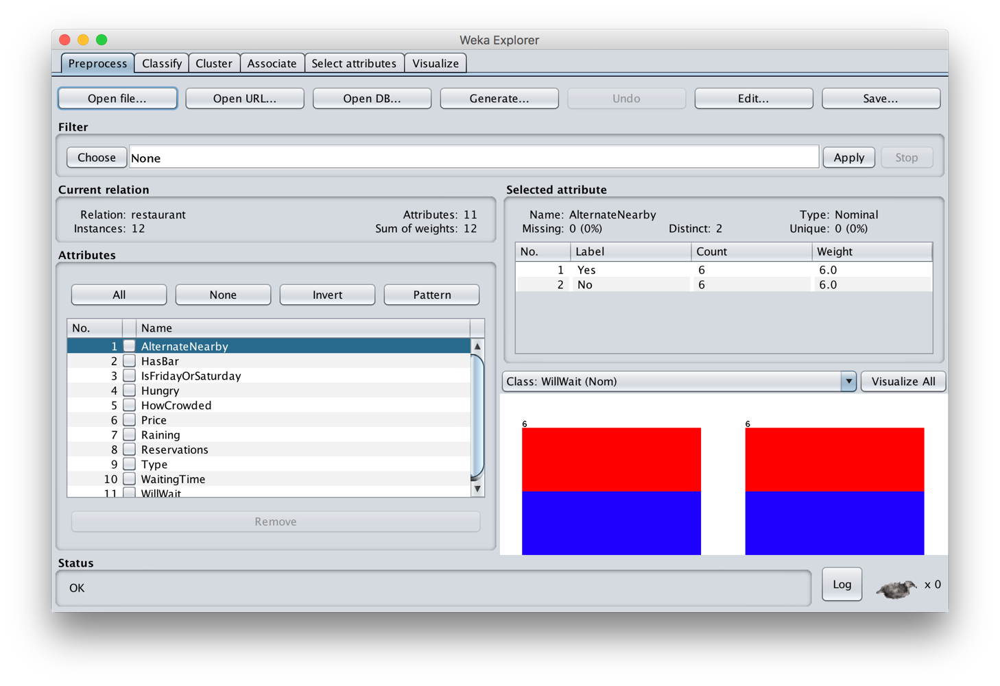 Weka Explorer
Preprocess Classify Cluster Associate Select attributes Visualize
Open file... Open URL... Open DB... Generate... Undo Edit... Save...
Filter
Choose None Apply Stop
Current relation
Relation: restaurant Attributes: 11
Instances: 12 Sum of weights: 12
Attributes
All None Invert Pattern
No. Name
1 AlternateNearby
2 HasBar
3 IsFridayOrSaturday
4 Hungry
5 HowCrowded
6 Price
7 Raining
8 Reservations
9 Type
10 WaitingTime
11 WillWait
Remove
Selected attribute
Name: AlternateNearby Type: Nominal
Missing: 0 (0%) Distinct: 2 Unique: 0 (0%)
No. Label Count Weight
1 Yes 6 6.0
2 No 6 6.0
Class: WillWait (Nom) Visualize All
6 6
Status
OK
Log x 0